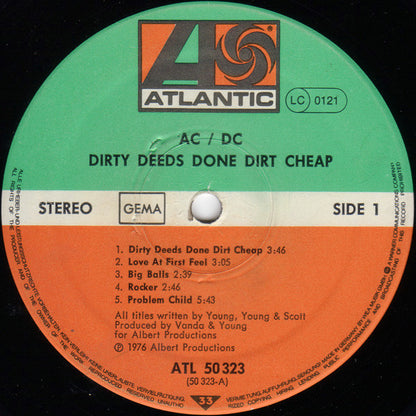 ATLANTIC
LC 0121
AC / DC
DIRTY DEEDS DONE DIRT CHEAP
STEREO
GEMA
SIDE 1
1. Dirty Deeds Done Dirt Cheap 3:46
2. Love At First Feel 3:05
3. Big Balls 2:39
4. Rocker 2:46
5. Problem Child 5:43
All titles written by Young, Young & Scott
Produced by Vanda & Young
for Albert Productions
℗ 1976 Albert Productions
ATL 50 323
(50 323-A)
33